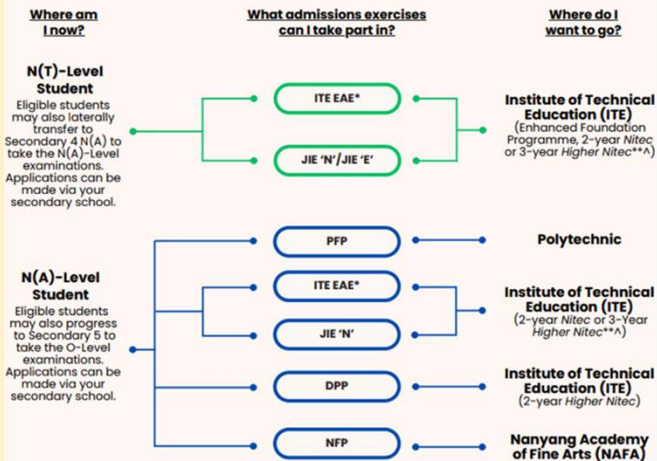 Where am
I now?
What admissions exercises
can I take part in?
Where do I
want to go?
N(T)-Level
Student
Eligible students
may also laterally
transfer to
Secondary 4 N(A) to
take the N(A)-Level
examinations.
Applications can be
made via your
secondary school.
ITE EAE*
JIE ‘N’/JIE ‘E’
Institute of Technical
Education (ITE)
(Enhanced Foundation
Programme, 2-year Nitec
or 3-year Higher Nitec**^)
N(A)-Level
Student
Eligible students
may also progress
to Secondary 5 to
take the O-Level
examinations.
Applications can be
made via your
secondary school.
PFP
Polytechnic
ITE EAE*
JIE ‘N’
Institute of Technical
Education (ITE)
(2-year Nitec or 3-Year
Higher Nitec**^)
DPP
Institute of Technical
Education (ITE)
(2-year Higher Nitec)
NFP
Nanyang Academy
of Fine Arts (NAFA)